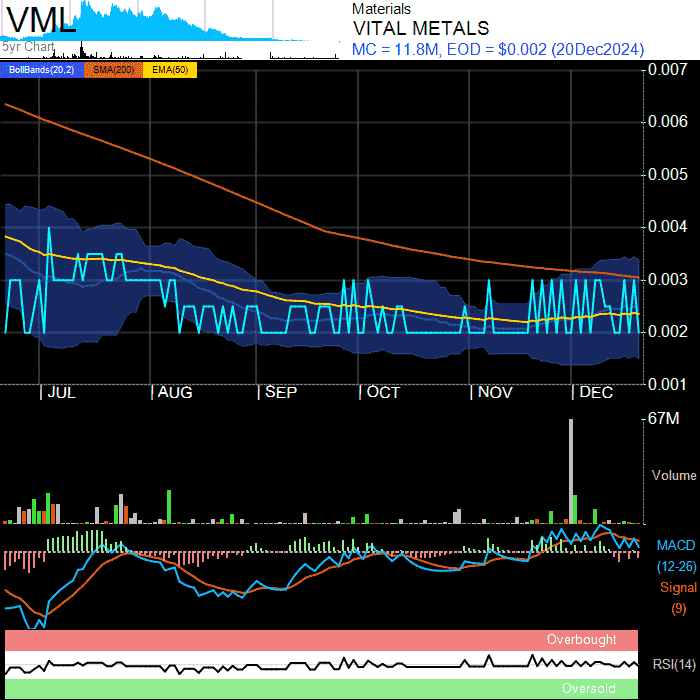 VML
5yr Chart
Materials
VITAL METALS
MC = 11.8M, EOD = $0.002 (20Dec2024)
BollBands(20,2) SMA(200) EMA(50)
0.007
0.006
0.005
0.004
0.003
0.002
0.001
JUL AUG SEP OCT NOV DEC
67M
Volume
MACD
(12-26)
Signal
(9)
Overbought
RSI(14)
Oversold